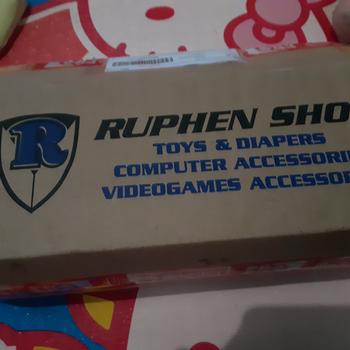 R
RUPHEN SHO
TOYS & DIAPERS
COMPUTER ACCESSORI
VIDEOGAMES ACCESSO